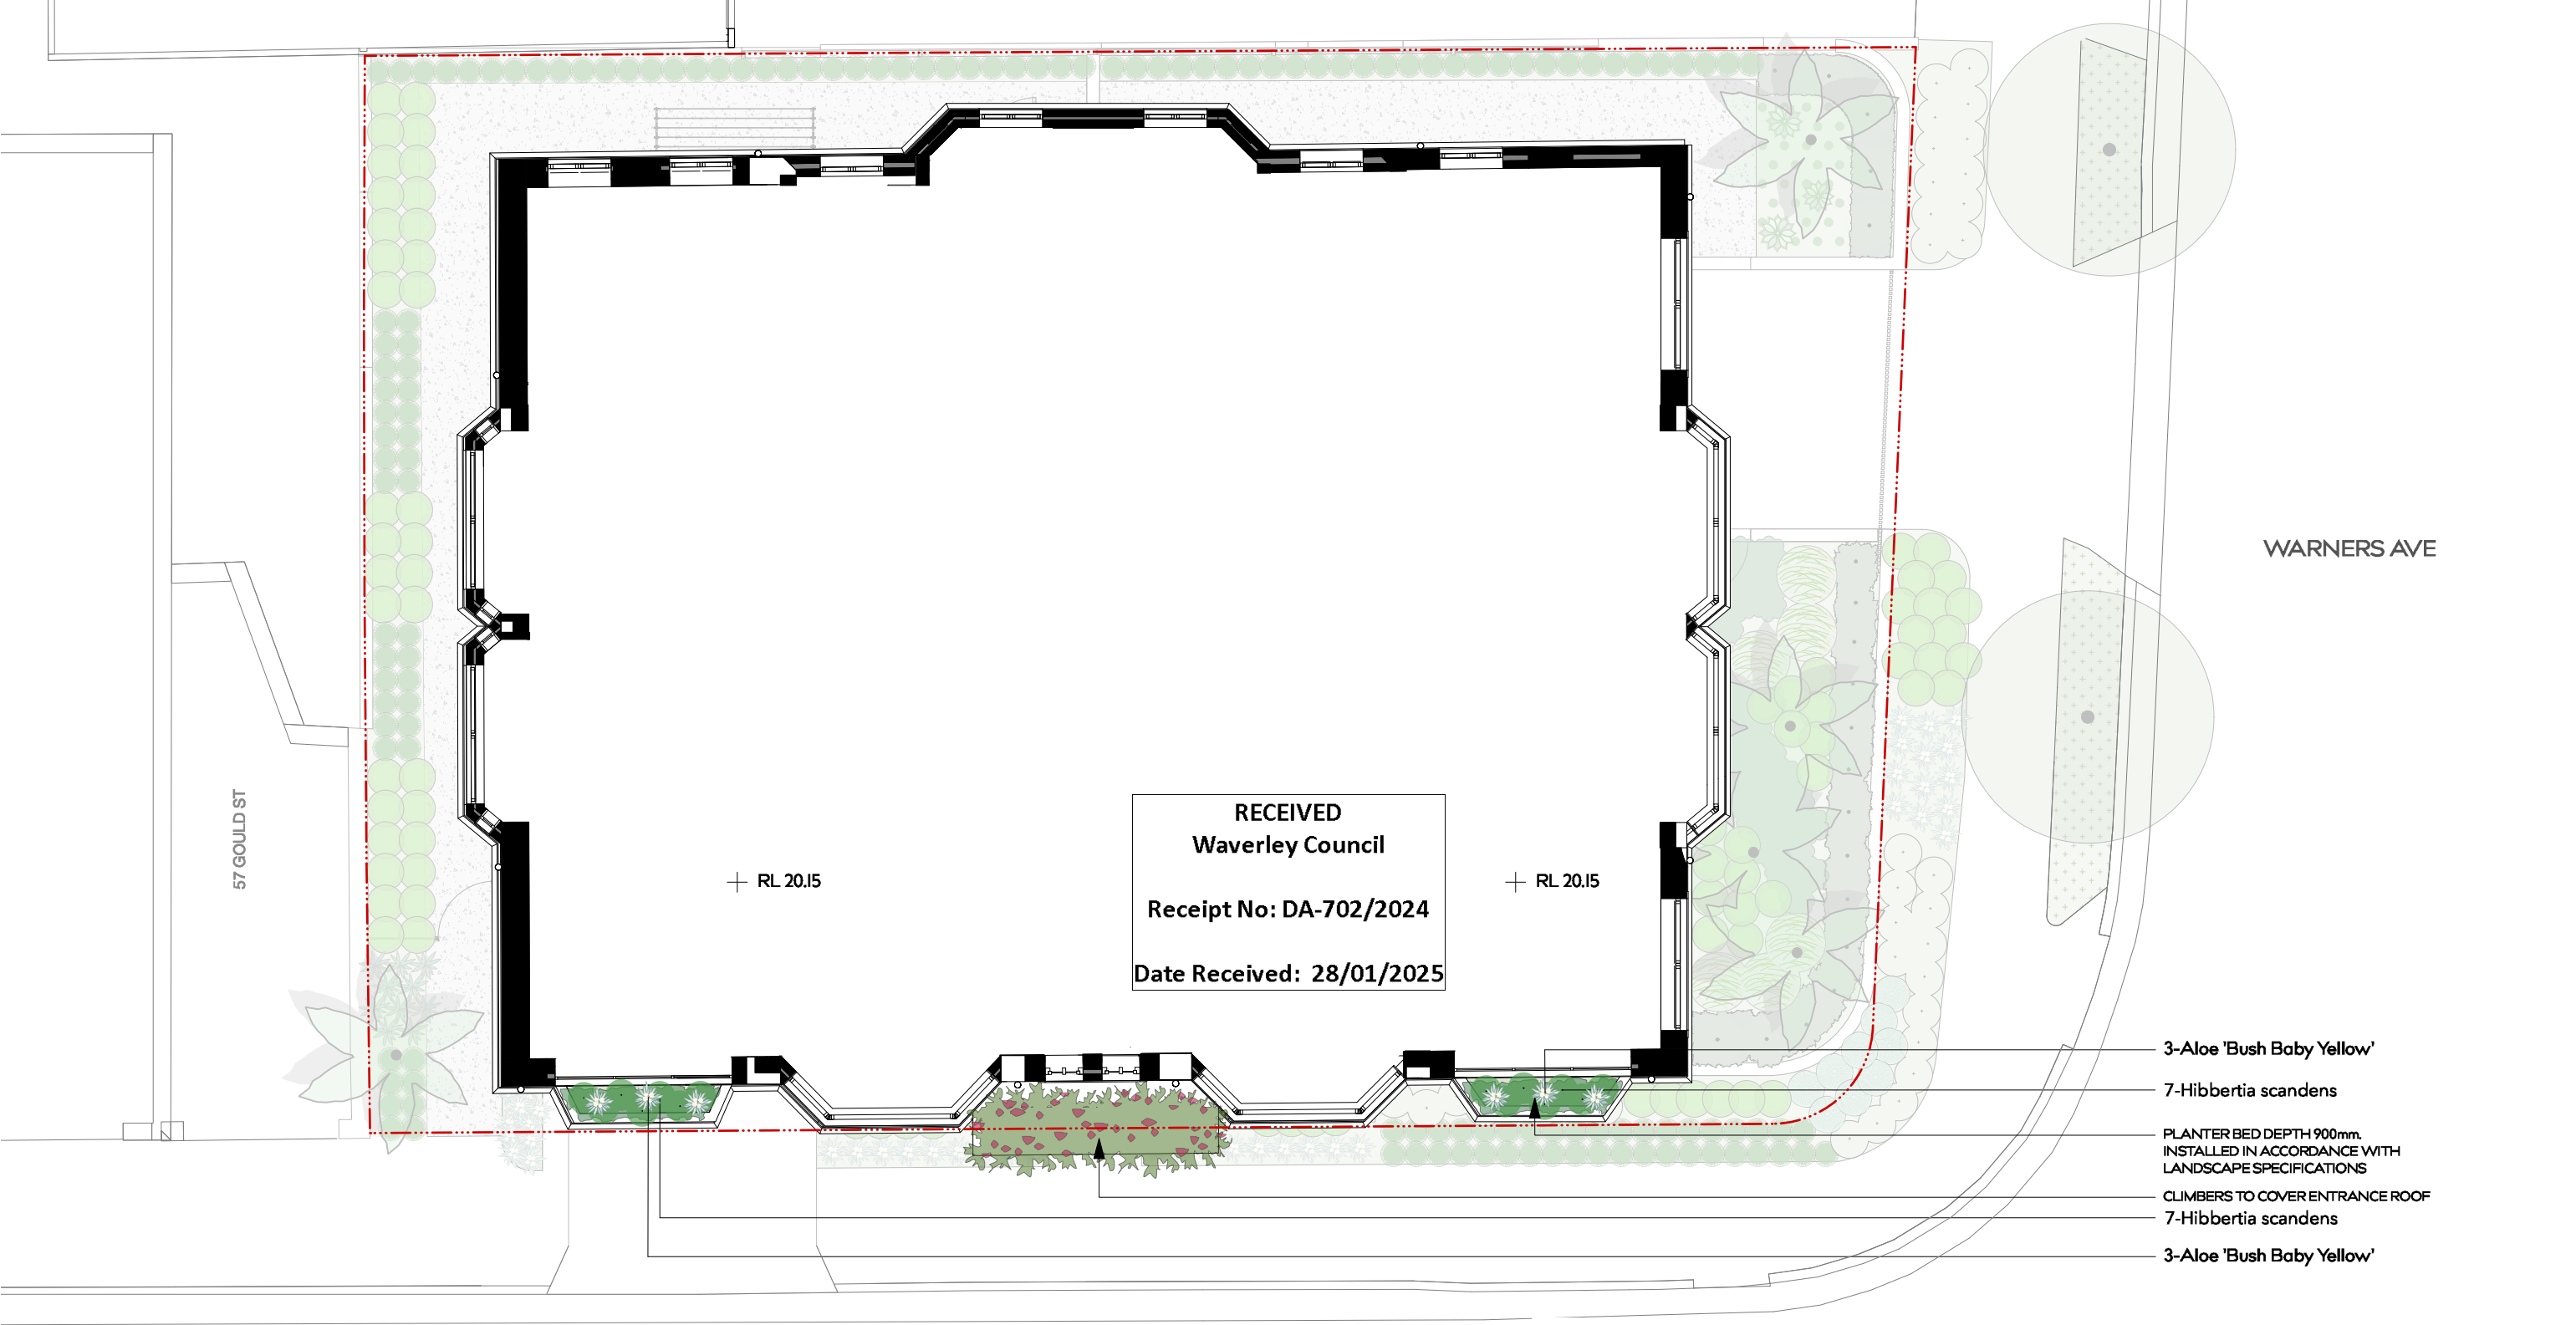 WARNERS AVE
57 GOULD ST
RECEIVED
Waverley Council
Receipt No: DA-702/2024
Date Received: 28/01/2025
RL 20.15
RL 20.15
3-Aloe 'Bush Baby Yellow'
7-Hibbertia scandens
PLANTER BED DEPTH 900mm.
INSTALLED IN ACCORDANCE WITH
LANDSCAPE SPECIFICATIONS
CLIMBERS TO COVER ENTRANCE ROOF
7-Hibbertia scandens
3-Aloe 'Bush Baby Yellow'